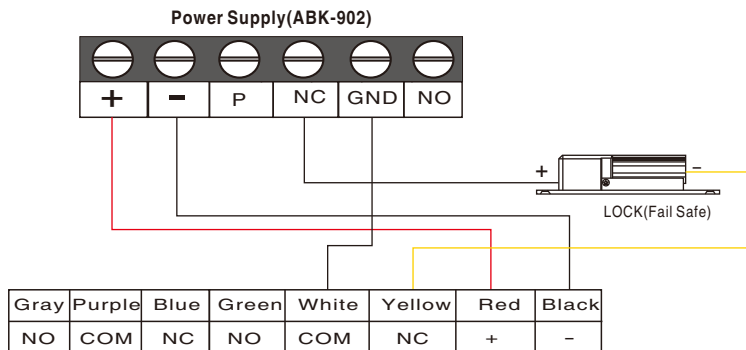 Power Supply(ABK-902)
+ − P NC GND NO
+ −
LOCK(Fail Safe)
Gray Purple Blue Green White Yellow Red Black
NO COM NC NO COM NC + −